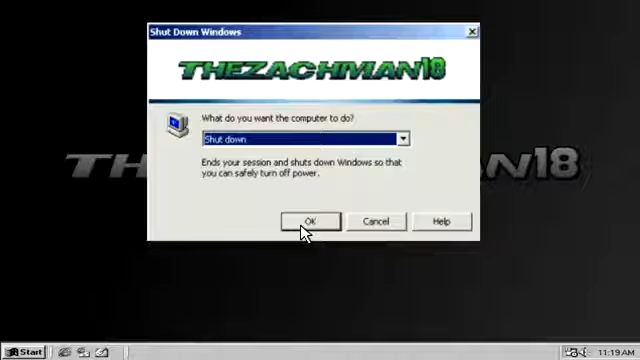 Shut Down Windows
THEZACHMAN18
What do you want the computer to do?
Shut down
Ends your session and shuts down Windows so that
you can safely turn off power.
OK
Cancel
Help
Start
11:19 AM